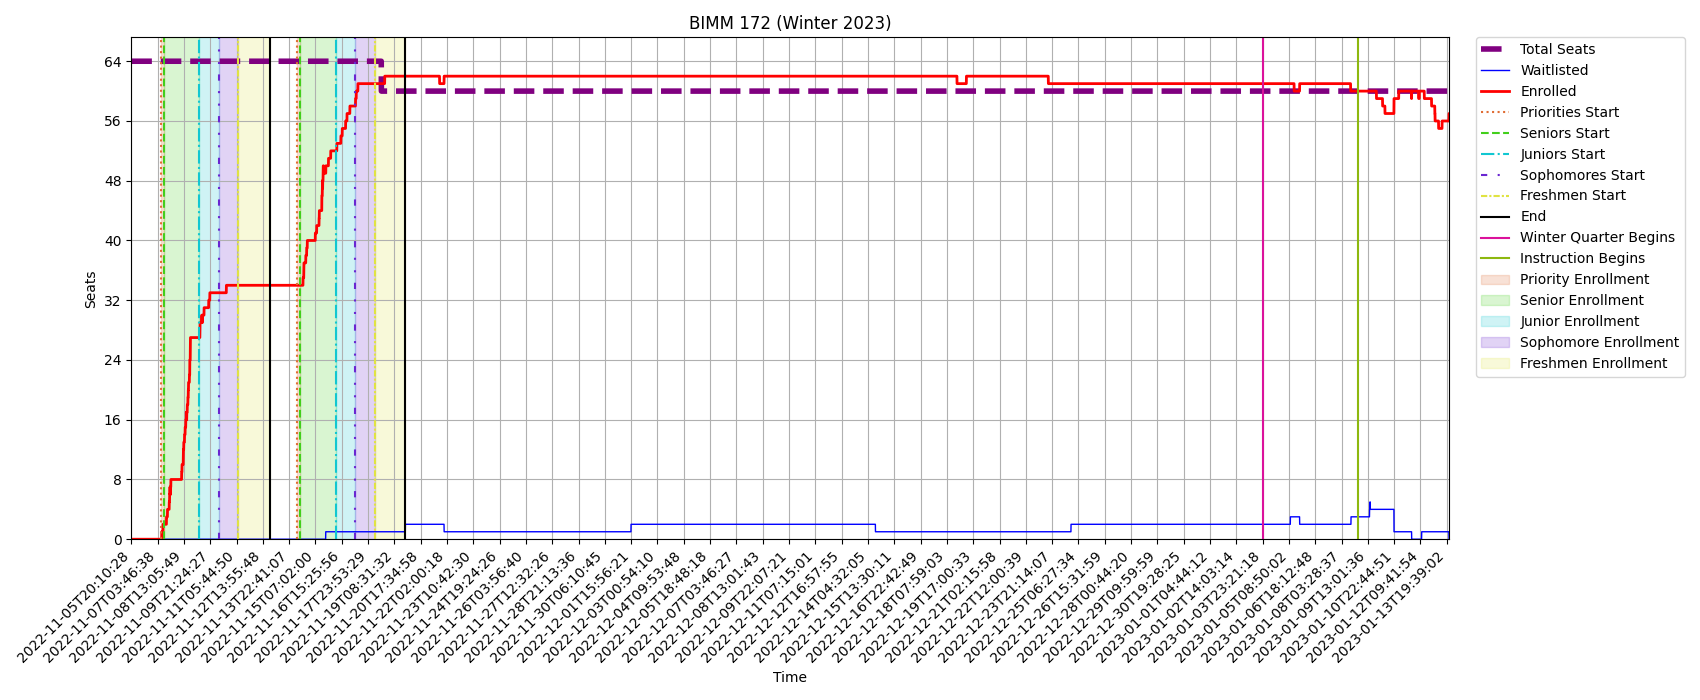 BIMM 172 (Winter 2023)
Seats
64
56
48
40
32
24
16
8
0
2022-11-05T20:10:28
2022-11-07T03:46:38
2022-11-08T13:05:49
2022-11-09T21:24:27
2022-11-11T05:44:50
2022-11-12T13:55:48
2022-11-13T22:41:07
2022-11-15T07:02:00
2022-11-16T15:25:56
2022-11-17T23:53:29
2022-11-19T08:31:32
2022-11-20T17:34:58
2022-11-22T02:00:18
2022-11-23T10:42:30
2022-11-24T19:24:26
2022-11-26T03:56:40
2022-11-27T12:32:26
2022-11-28T21:13:36
2022-11-30T06:10:45
2022-12-01T15:56:21
2022-12-03T00:54:10
2022-12-04T09:53:48
2022-12-05T18:48:18
2022-12-07T03:46:27
2022-12-08T13:01:43
2022-12-09T22:07:21
2022-12-11T07:15:01
2022-12-12T16:57:55
2022-12-14T04:32:05
2022-12-15T13:30:11
2022-12-16T22:42:49
2022-12-18T07:59:03
2022-12-19T17:00:33
2022-12-21T02:15:58
2022-12-22T12:00:39
2022-12-23T21:14:07
2022-12-25T06:27:34
2022-12-26T15:31:59
2022-12-28T00:44:20
2022-12-29T09:59:59
2022-12-30T19:28:25
2023-01-01T04:44:12
2023-01-02T14:03:14
2023-01-03T23:21:18
2023-01-05T08:50:02
2023-01-06T18:12:48
2023-01-08T03:28:37
2023-01-09T13:01:36
2023-01-10T22:44:51
2023-01-12T09:41:54
2023-01-13T19:39:02
Time
Total Seats
Waitlisted
Enrolled
Priorities Start
Seniors Start
Juniors Start
Sophomores Start
Freshmen Start
End
Winter Quarter Begins
Instruction Begins
Priority Enrollment
Senior Enrollment
Junior Enrollment
Sophomore Enrollment
Freshmen Enrollment